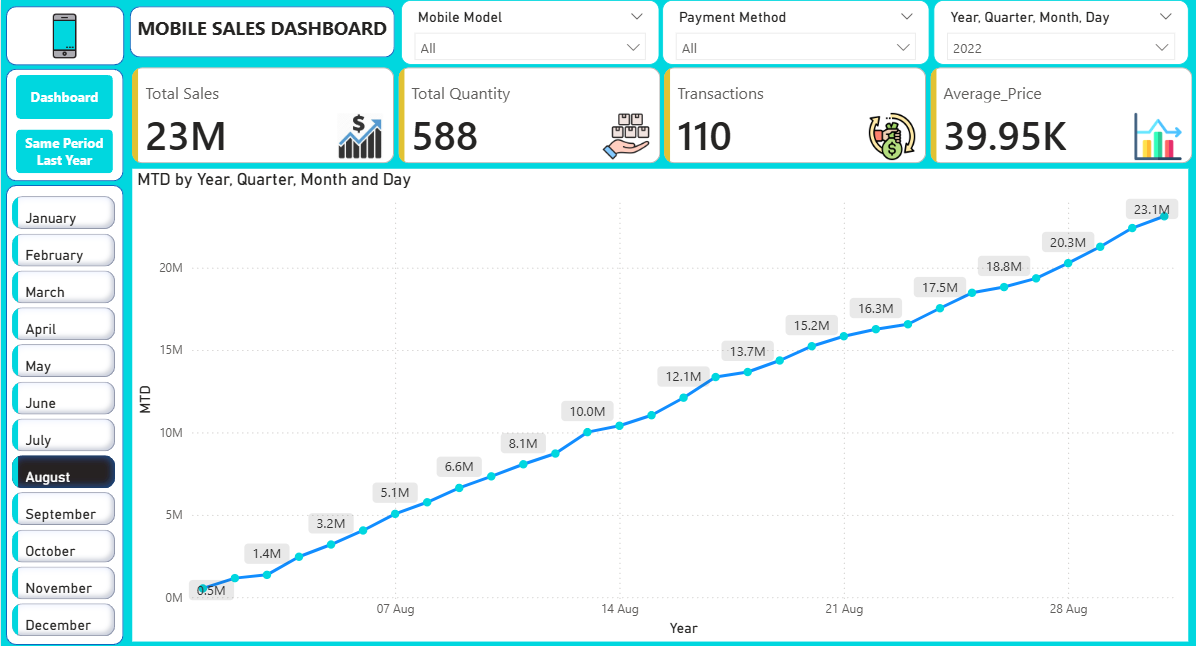 MOBILE SALES DASHBOARD
Mobile Model
All
Payment Method
All
Year, Quarter, Month, Day
2022
Dashboard
Same Period
Last Year
Total Sales
23M
$
Total Quantity
588
Transactions
110
$
Average_Price
39.95K
January
February
March
April
May
June
July
August
September
October
November
December
MTD by Year, Quarter, Month and Day
MTD
20M
15M
10M
5M
0M
0.5M
1.4M
3.2M
5.1M
6.6M
8.1M
10.0M
12.1M
13.7M
15.2M
16.3M
17.5M
18.8M
20.3M
23.1M
07 Aug
14 Aug
21 Aug
28 Aug
Year